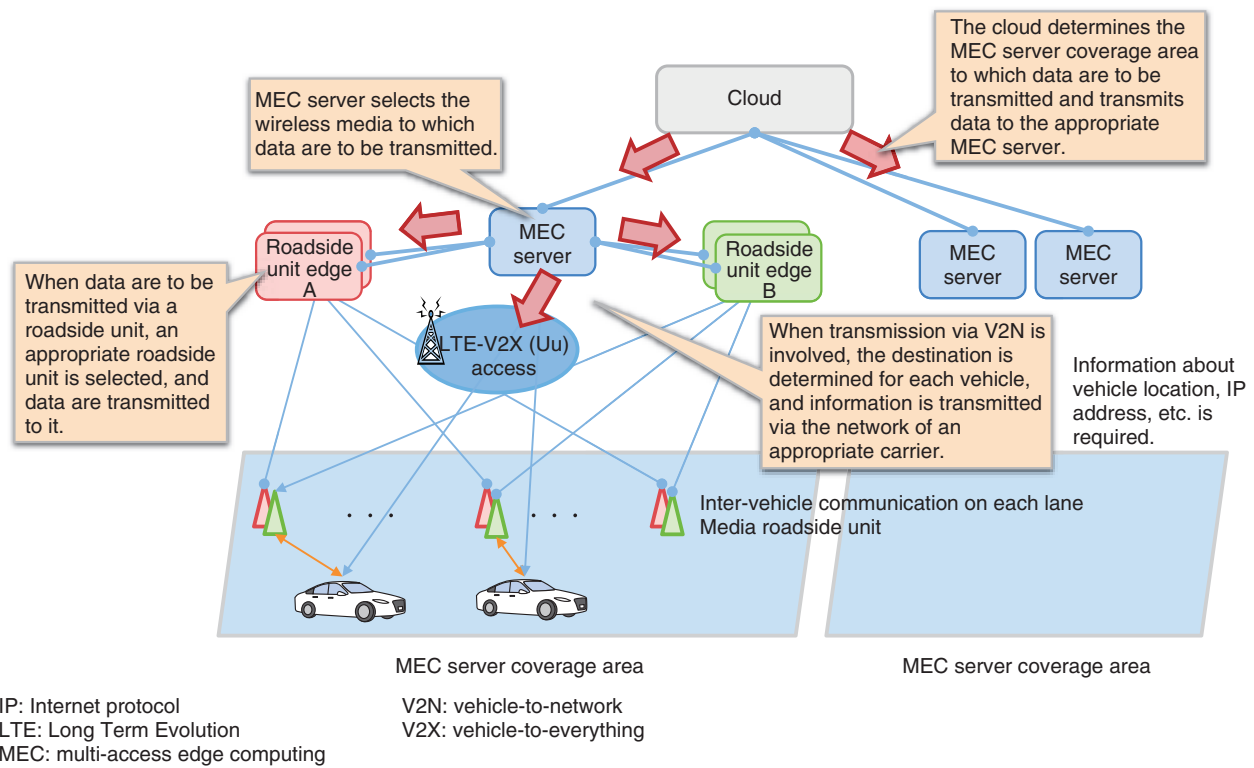 The cloud determines the
MEC server coverage area
to which data are to be
transmitted and transmits
data to the appropriate
MEC server.
Cloud
MEC server selects the
wireless media to which
data are to be transmitted.
MEC
server
Roadside
unit edge
A
Roadside
unit edge
B
MEC
server
MEC
server
When data are to be
transmitted via a
roadside unit, an
appropriate roadside
unit is selected, and
data are transmitted
to it.
LTE-V2X (Uu)
access
When transmission via V2N is
involved, the destination is
determined for each vehicle,
and information is transmitted
via the network of an
appropriate carrier.
Information about
vehicle location, IP
address, etc. is
required.
. . .
. . .
Inter-vehicle communication on each lane
Media roadside unit
MEC server coverage area
MEC server coverage area
IP: Internet protocol
LTE: Long Term Evolution
MEC: multi-access edge computing
V2N: vehicle-to-network
V2X: vehicle-to-everything